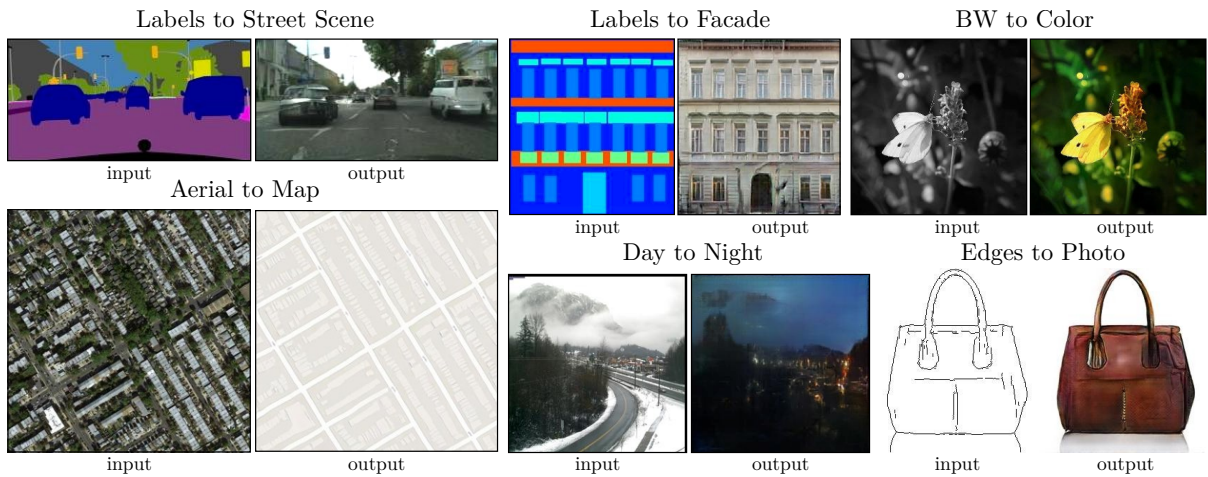 Labels to Street Scene
input
output
Aerial to Map
input
output
Labels to Facade
input
output
BW to Color
input
output
Day to Night
input
output
Edges to Photo
input
output